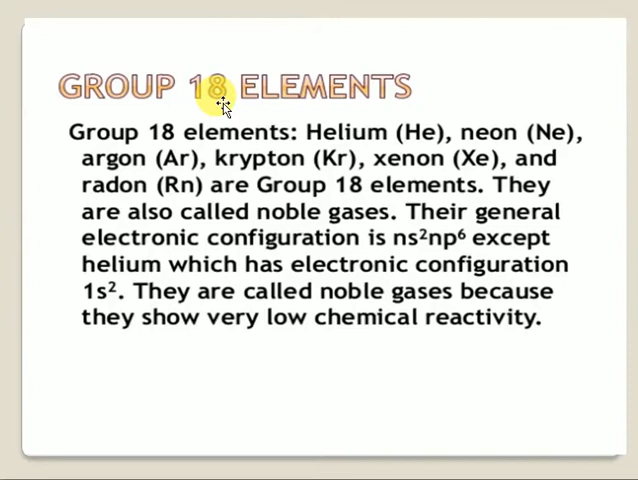 GROUP 18 ELEMENTS
Group 18 elements: Helium (He), neon (Ne),
argon (Ar), krypton (Kr), xenon (Xe), and
radon (Rn) are Group 18 elements. They
are also called noble gases. Their general
electronic configuration is ns²np⁶ except
helium which has electronic configuration
1s². They are called noble gases because
they show very low chemical reactivity.